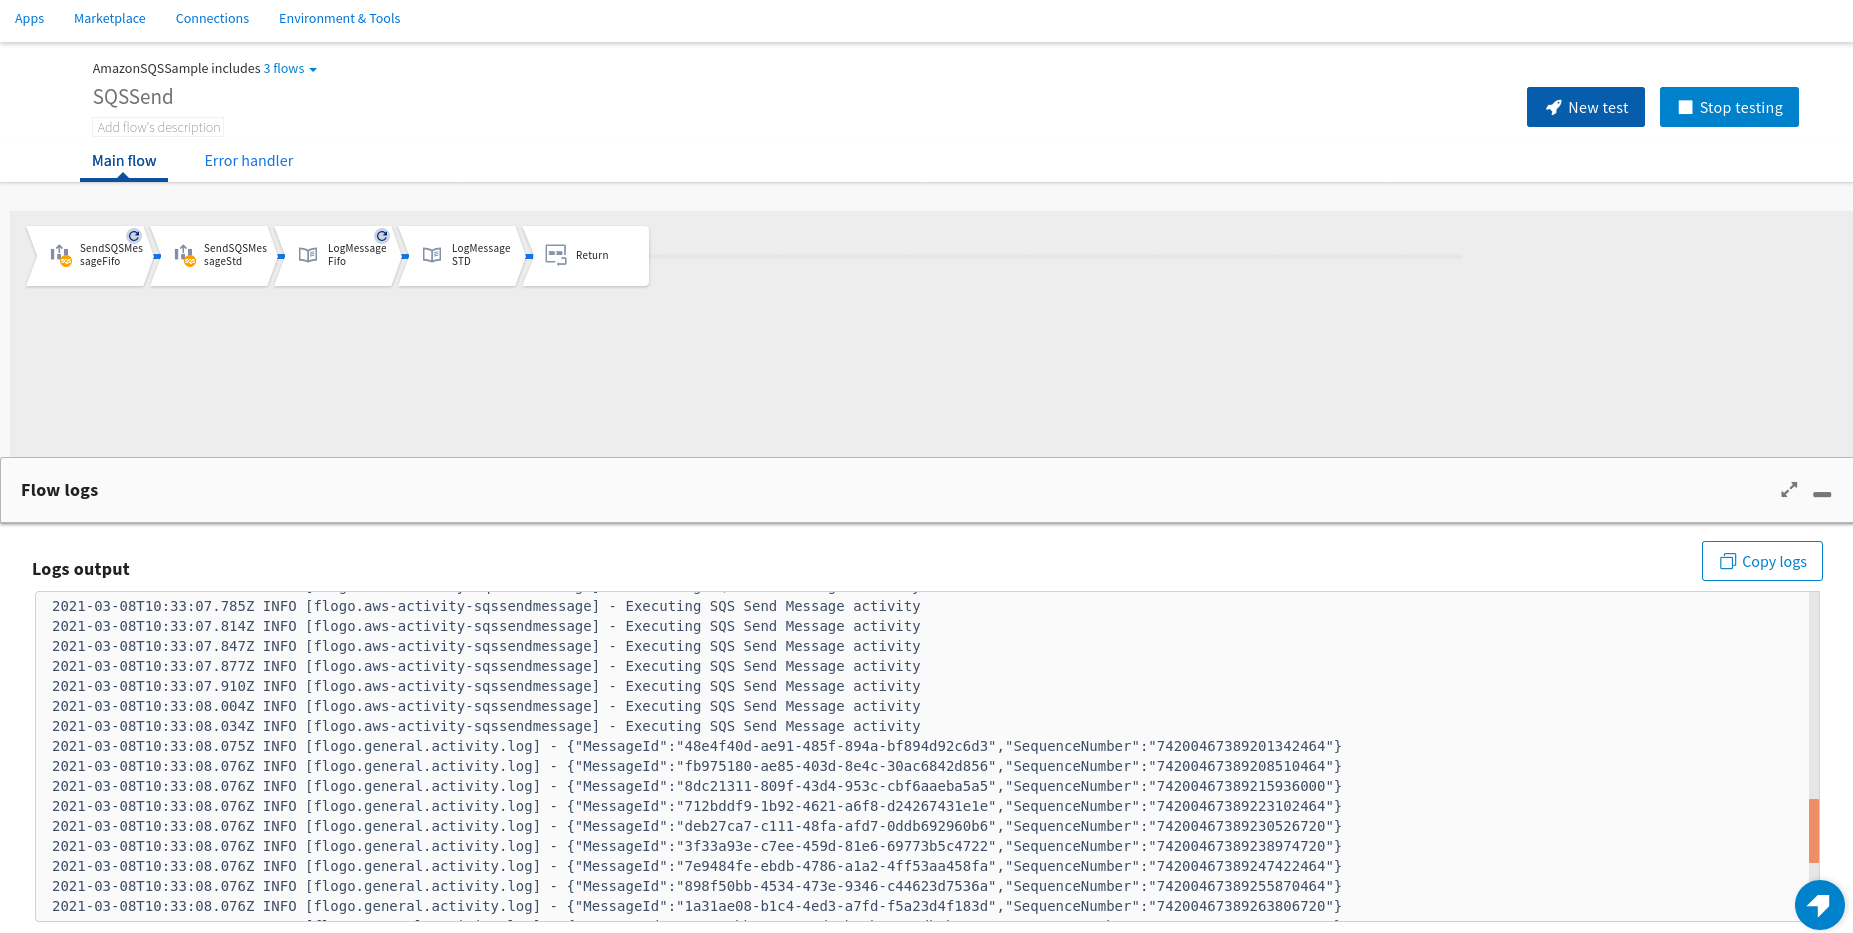 Apps Marketplace Connections Environment & Tools
AmazonSQSSample includes 3 flows
SQSSend
Add flow's description
New test Stop testing
Main flow Error handler
SendSQSMes
sageFifo
SendSQSMes
sageStd
LogMessage
Fifo
LogMessage
STD
Return
Flow logs
Logs output
Copy logs
2021-03-08T10:33:07.785Z INFO [flogo.aws-activity-sqssendmessage] - Executing SQS Send Message activity
2021-03-08T10:33:07.814Z INFO [flogo.aws-activity-sqssendmessage] - Executing SQS Send Message activity
2021-03-08T10:33:07.847Z INFO [flogo.aws-activity-sqssendmessage] - Executing SQS Send Message activity
2021-03-08T10:33:07.877Z INFO [flogo.aws-activity-sqssendmessage] - Executing SQS Send Message activity
2021-03-08T10:33:07.910Z INFO [flogo.aws-activity-sqssendmessage] - Executing SQS Send Message activity
2021-03-08T10:33:08.004Z INFO [flogo.aws-activity-sqssendmessage] - Executing SQS Send Message activity
2021-03-08T10:33:08.034Z INFO [flogo.aws-activity-sqssendmessage] - Executing SQS Send Message activity
2021-03-08T10:33:08.075Z INFO [flogo.general.activity.log] - {"MessageId":"48e4f40d-ae91-485f-894a-bf894d92c6d3","SequenceNumber":"74200467389201342464"}
2021-03-08T10:33:08.076Z INFO [flogo.general.activity.log] - {"MessageId":"fb975180-ae85-403d-8e4c-30ac6842d856","SequenceNumber":"74200467389208510464"}
2021-03-08T10:33:08.076Z INFO [flogo.general.activity.log] - {"MessageId":"8dc21311-809f-43d4-953c-cbf6aaeba5a5","SequenceNumber":"74200467389215936000"}
2021-03-08T10:33:08.076Z INFO [flogo.general.activity.log] - {"MessageId":"712bddf9-1b92-4621-a6f8-d24267431e1e","SequenceNumber":"74200467389223102464"}
2021-03-08T10:33:08.076Z INFO [flogo.general.activity.log] - {"MessageId":"deb27ca7-c111-48fa-afd7-0ddb692960b6","SequenceNumber":"74200467389230526720"}
2021-03-08T10:33:08.076Z INFO [flogo.general.activity.log] - {"MessageId":"3f33a93e-c7ee-459d-81e6-69773b5c4722","SequenceNumber":"74200467389238974720"}
2021-03-08T10:33:08.076Z INFO [flogo.general.activity.log] - {"MessageId":"7e9484fe-ebdb-4786-a1a2-4ff53aa458fa","SequenceNumber":"74200467389247422464"}
2021-03-08T10:33:08.076Z INFO [flogo.general.activity.log] - {"MessageId":"898f50bb-4534-473e-9346-c44623d7536a","SequenceNumber":"74200467389255870464"}
2021-03-08T10:33:08.076Z INFO [flogo.general.activity.log] - {"MessageId":"1a31ae08-b1c4-4ed3-a7fd-f5a23d4f183d","SequenceNumber":"74200467389263806720"}